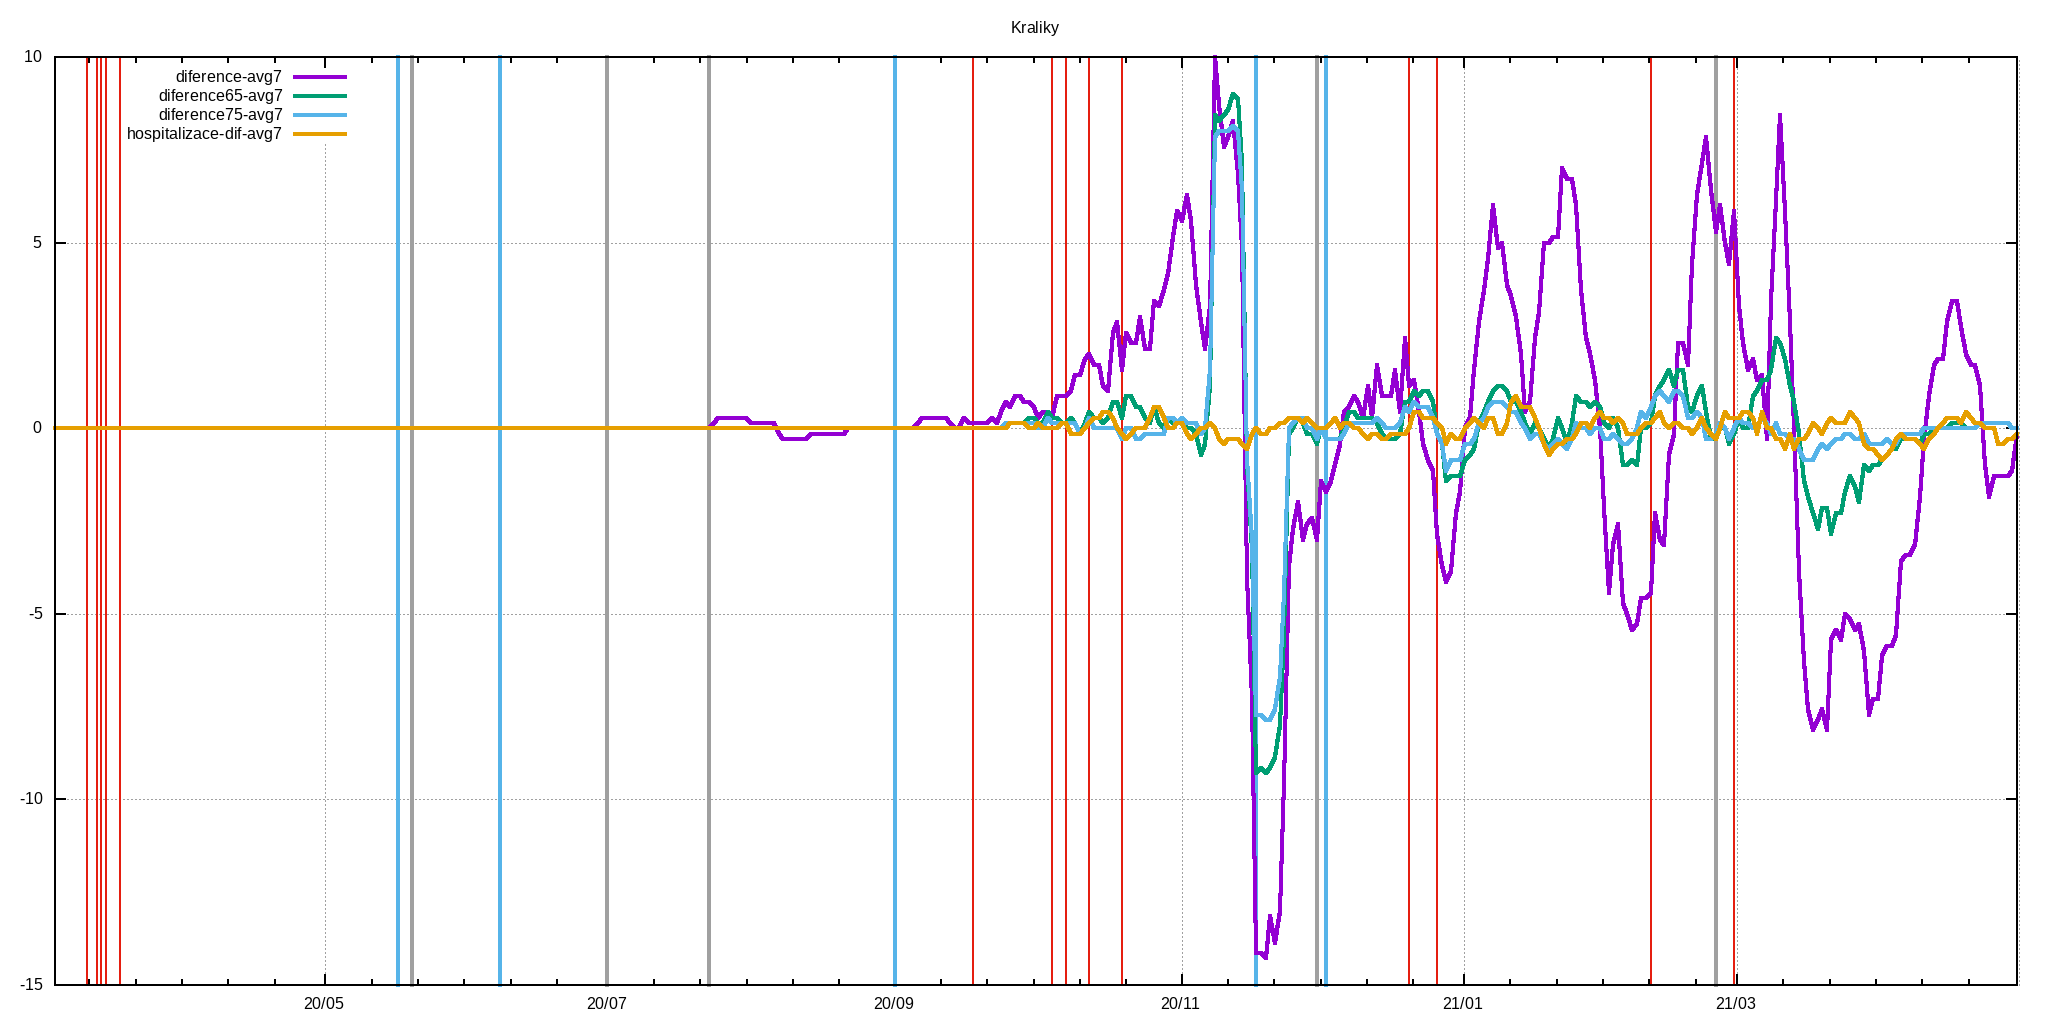 Kraliky
10
diference-avg7
diference65-avg7
diference75-avg7
hospitalizace-dif-avg7
5
0
-5
-10
-15
20/05 20/07 20/09 20/11 21/01 21/03